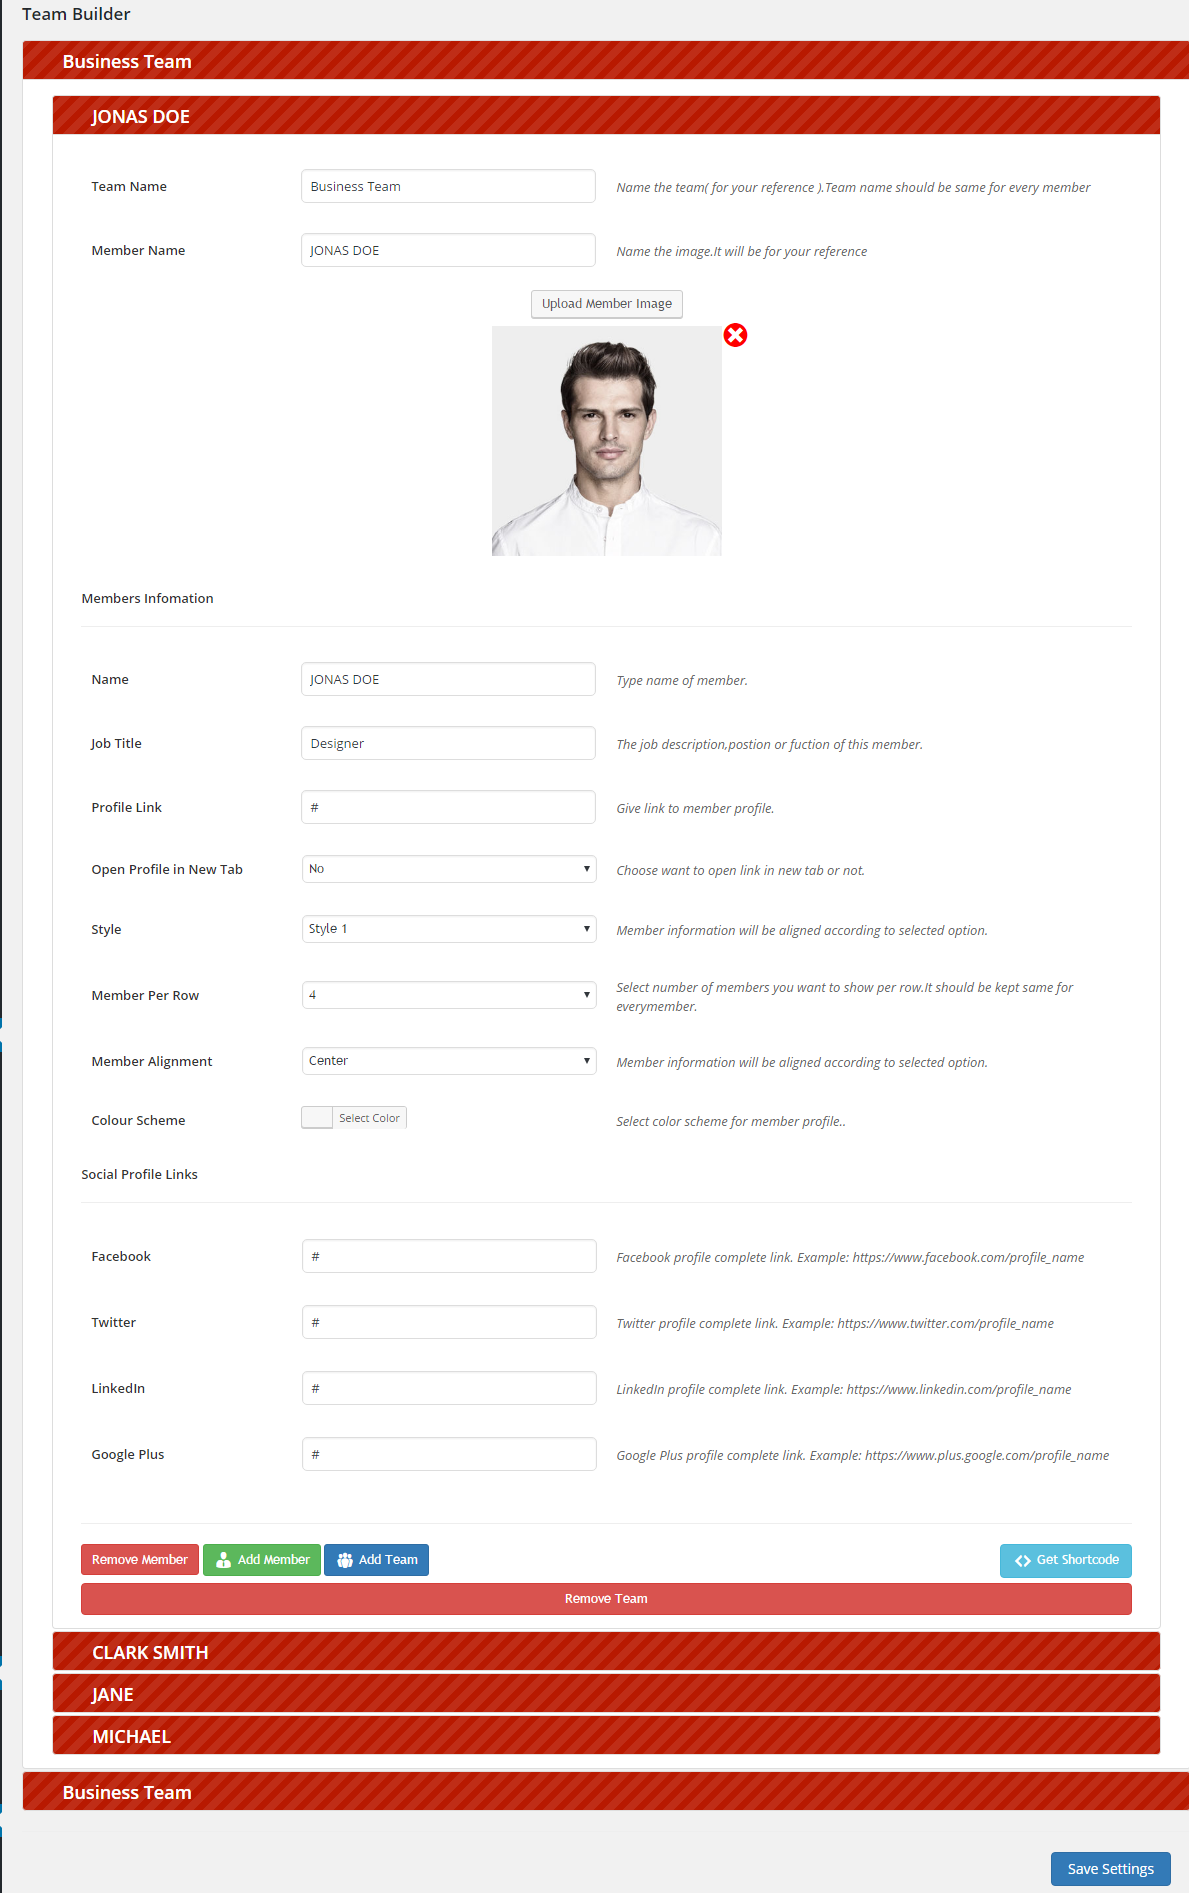 Team Builder
Business Team
JONAS DOE
Team Name
Business Team
Name the team( for your reference ).Team name should be same for every member
Member Name
JONAS DOE
Name the image.It will be for your reference
Upload Member Image
Members Infomation
Name
JONAS DOE
Type name of member.
Job Title
Designer
The job description,postion or fuction of this member.
Profile Link
#
Give link to member profile.
Open Profile in New Tab
No
Choose want to open link in new tab or not.
Style
Style 1
Member information will be aligned according to selected option.
Member Per Row
4
Select number of members you want to show per row.It should be kept same for
everymember.
Member Alignment
Center
Member information will be aligned according to selected option.
Colour Scheme
Select Color
Select color scheme for member profile..
Social Profile Links
Facebook
#
Facebook profile complete link. Example: https://www.facebook.com/profile_name
Twitter
#
Twitter profile complete link. Example: https://www.twitter.com/profile_name
LinkedIn
#
LinkedIn profile complete link. Example: https://www.linkedin.com/profile_name
Google Plus
#
Google Plus profile complete link. Example: https://www.plus.google.com/profile_name
Remove Member
Add Member
Add Team
Get Shortcode
Remove Team
CLARK SMITH
JANE
MICHAEL
Business Team
Save Settings